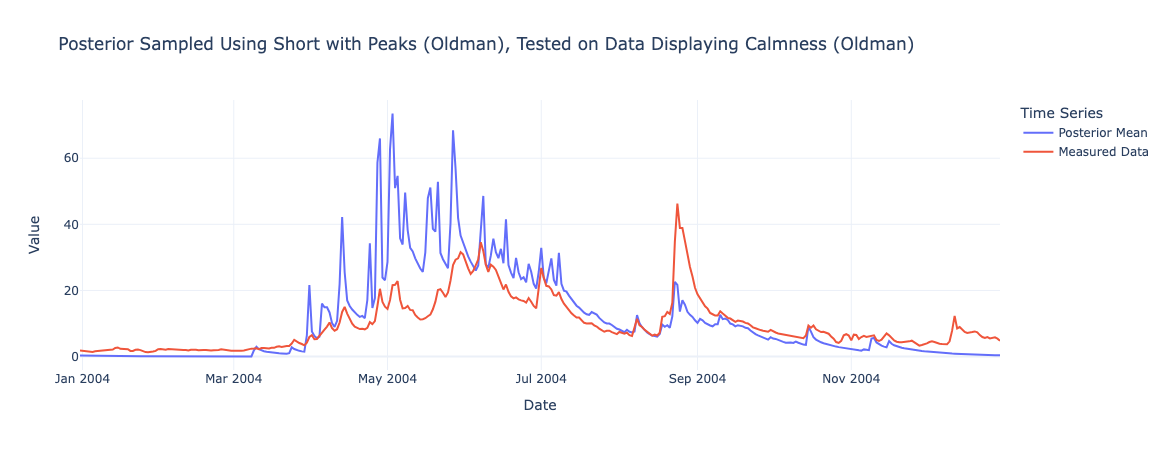 Posterior Sampled Using Short with Peaks (Oldman), Tested on Data Displaying Calmness (Oldman)
Time Series
Posterior Mean
Measured Data
Value
60
40
20
0
Jan 2004
Mar 2004
May 2004
Jul 2004
Sep 2004
Nov 2004
Date